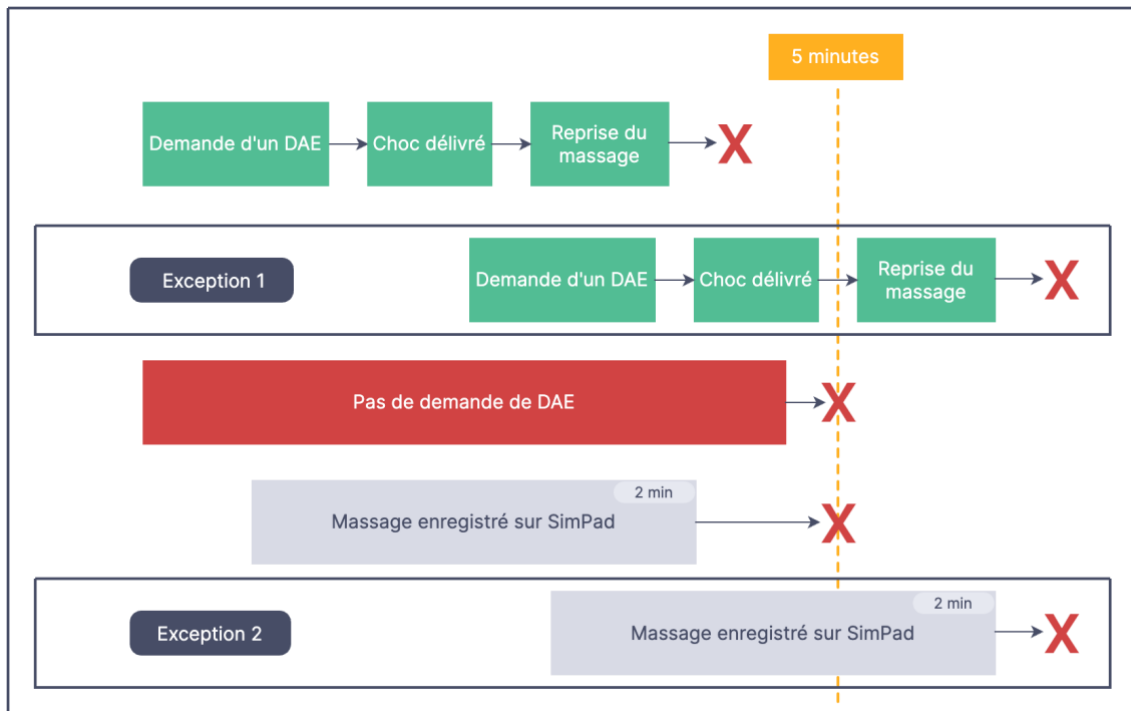 5 minutes
Demande d'un DAE
Choc délivré
Reprise du
massage
X
Exception 1
Demande d'un DAE
Choc délivré
Reprise du
massage
X
Pas de demande de DAE
X
2 min
Massage enregistré sur SimPad
X
Exception 2
2 min
Massage enregistré sur SimPad
X